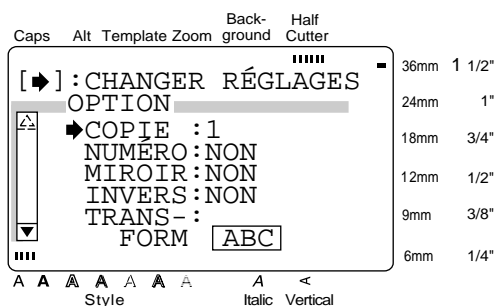 Back-
ground
Half
Cutter
Caps Alt Template Zoom
[➡]:CHANGER RÉGLAGES
OPTION
➡COPIE :1
NUMÉRO:NON
MIROIR:NON
INVERS:NON
TRANS-:
FORM ABC
36mm 1 1/2"
24mm 1"
18mm 3/4"
12mm 1/2"
9mm 3/8"
6mm 1/4"
A A A A A A A
Style
A
Italic
A
Vertical